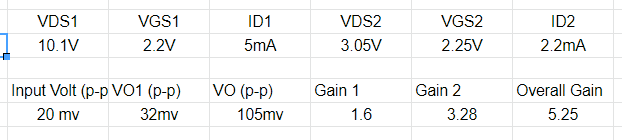 VDS1 VGS1 ID1 VDS2 VGS2 ID2
10.1V 2.2V 5mA 3.05V 2.25V 2.2mA
Input Volt (p-p VO1 (p-p) VO (p-p) Gain 1 Gain 2 Overall Gain
20 mv 32mv 105mv 1.6 3.28 5.25